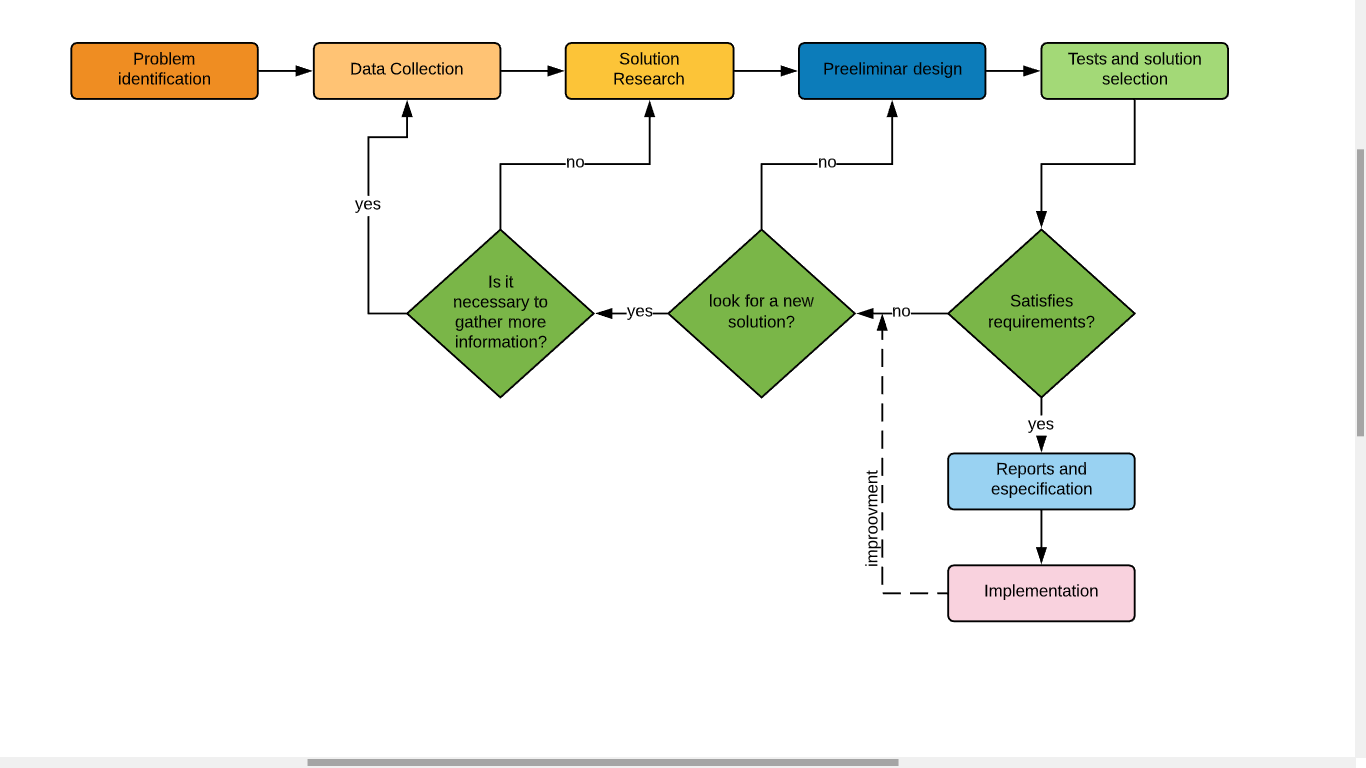 Problem
identification
Data Collection
Solution
Research
Preeliminar design
Tests and solution
selection
no
no
yes
Is it
necessary to
gather more
information?
yes
look for a new
solution?
no
Satisfies
requirements?
yes
Reports and
especification
improovment
Implementation